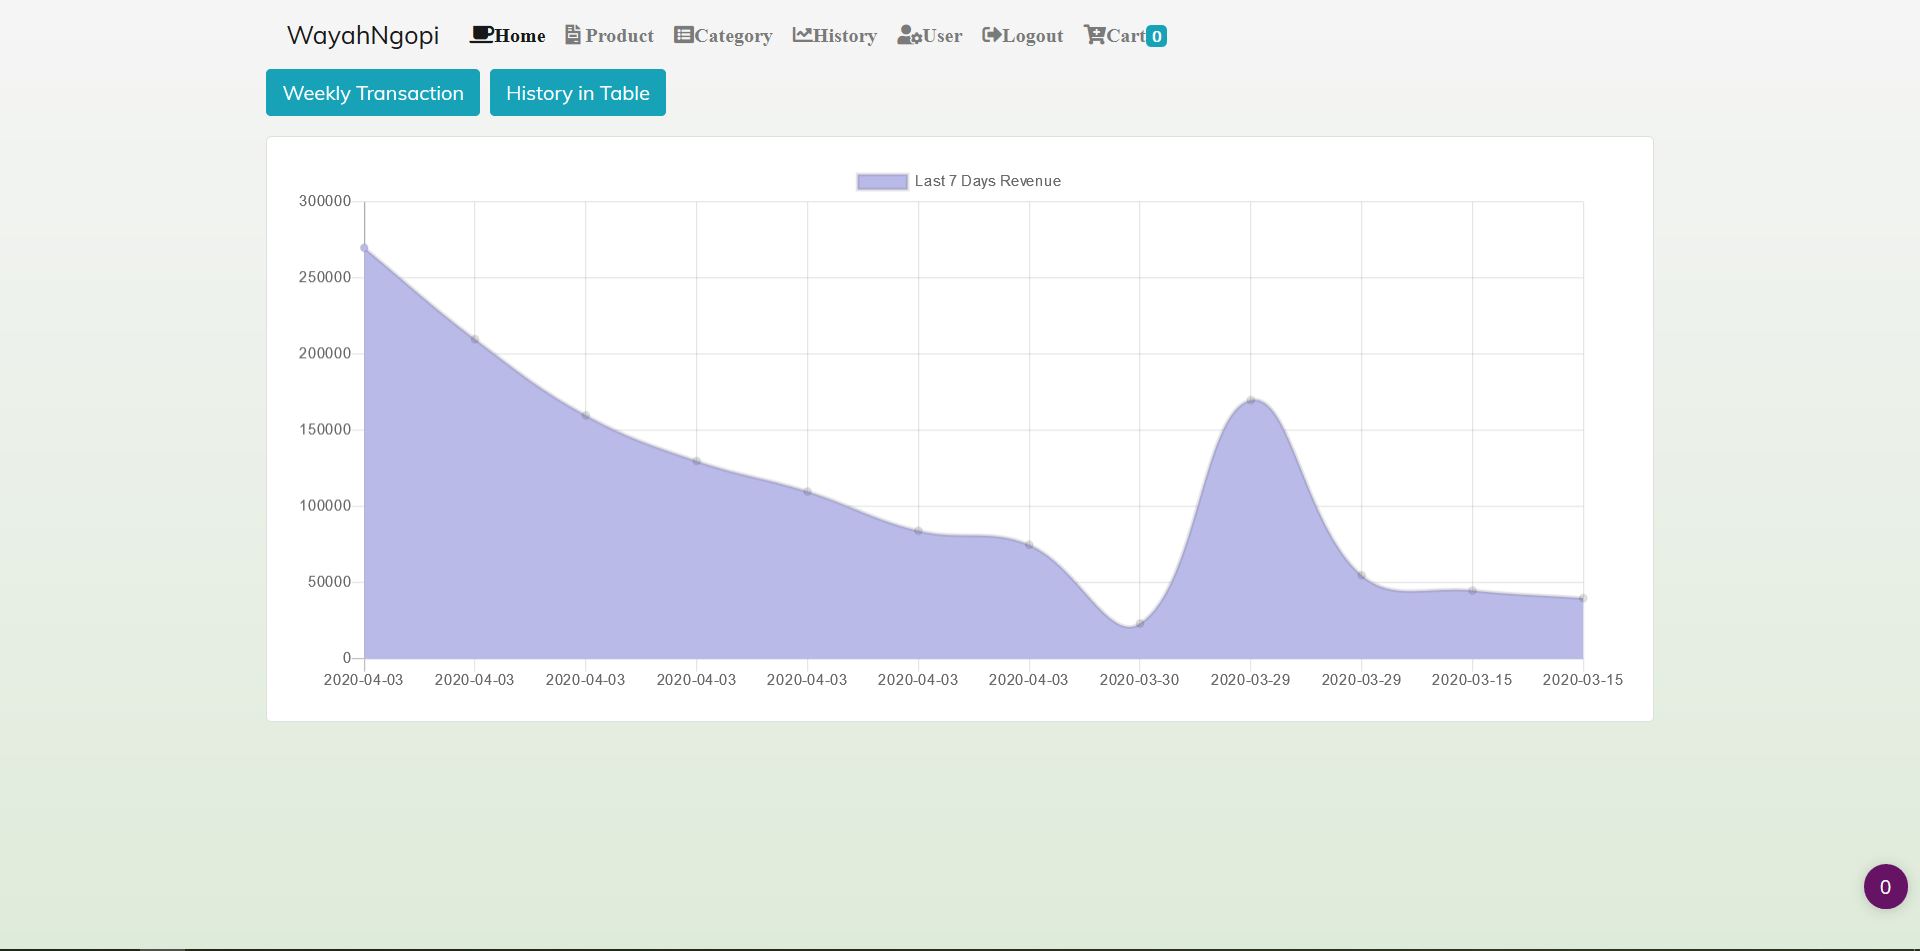 WayahNgopi Home Product Category History User Logout Cart 0
Weekly Transaction History in Table
Last 7 Days Revenue
300000
250000
200000
150000
100000
50000
0
2020-04-03 2020-04-03 2020-04-03 2020-04-03 2020-04-03 2020-04-03 2020-04-03 2020-03-30 2020-03-29 2020-03-29 2020-03-15 2020-03-15
0